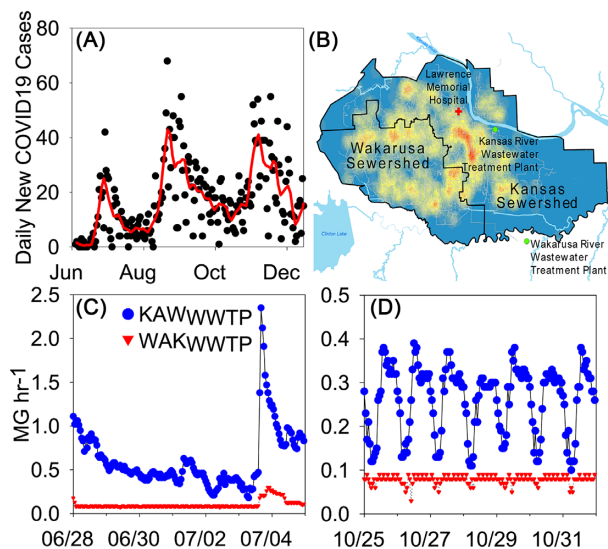 (A)
Daily New COVID19 Cases
80
60
40
20
0
Jun
Aug
Oct
Dec
(B)
Lawrence
Memorial
Hospital
Wakarusa
Sewershed
Kansas River
Wastewater
Treatment Plant
Kansas
Sewershed
Clinton Lake
Wakarusa River
Wastewater
Treatment Plant
(C)
KAWWWTP
WAKWWTP
MG hr-1
2.5
2.0
1.5
1.0
0.5
0.0
06/28
06/30
07/02
07/04
(D)
0.5
0.4
0.3
0.2
0.1
0.0
10/25
10/27
10/29
10/31